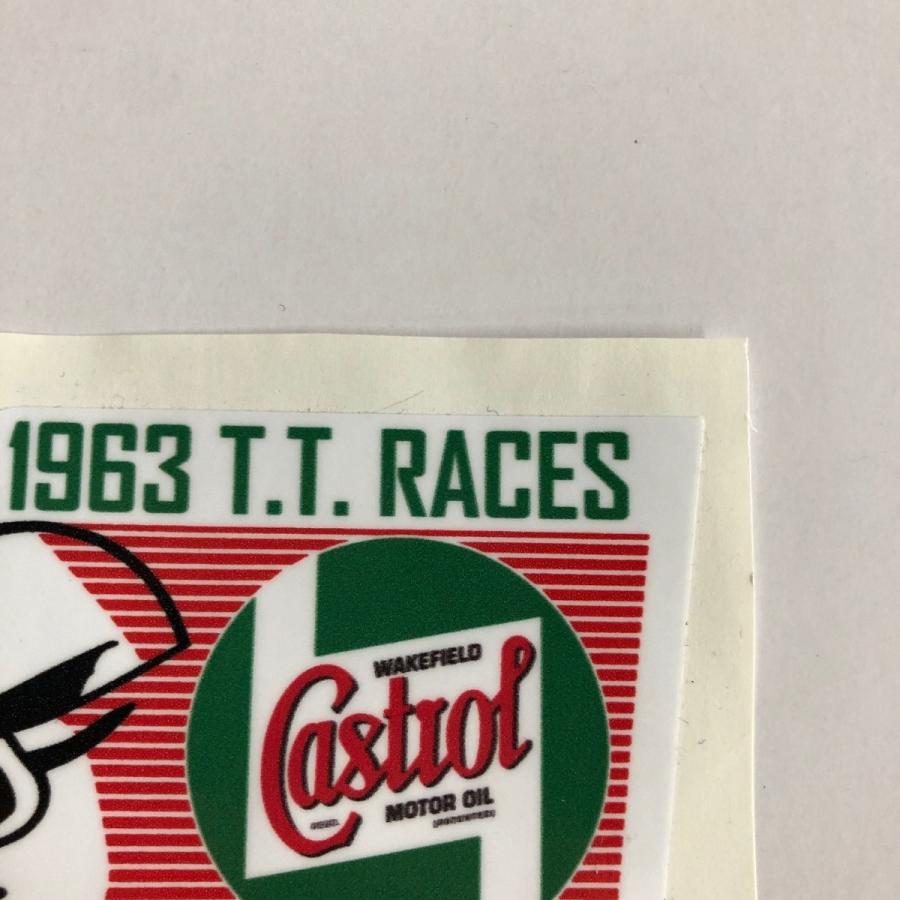 1963 T.T. RACES
WAKEFIELD
Castrol
MOTOR OIL